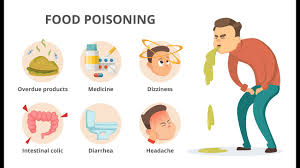 FOOD POISONING
Overdue products
Medicine
Dizziness
Intestinal colic
Diarrhea
Headache